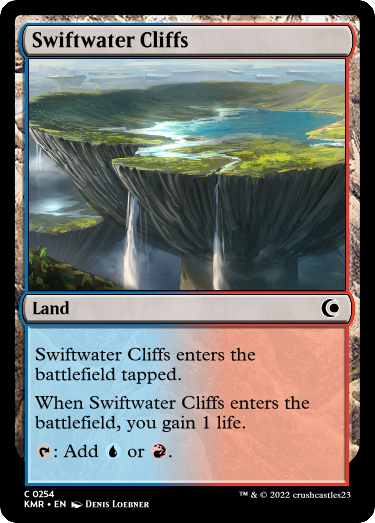 Swiftwater Cliffs
Land
Swiftwater Cliffs enters the
battlefield tapped.
When Swiftwater Cliffs enters the
battlefield, you gain 1 life.
: Add or .
C 0254
KMR • EN Denis Loebner
™ & © 2022 crushcastles23